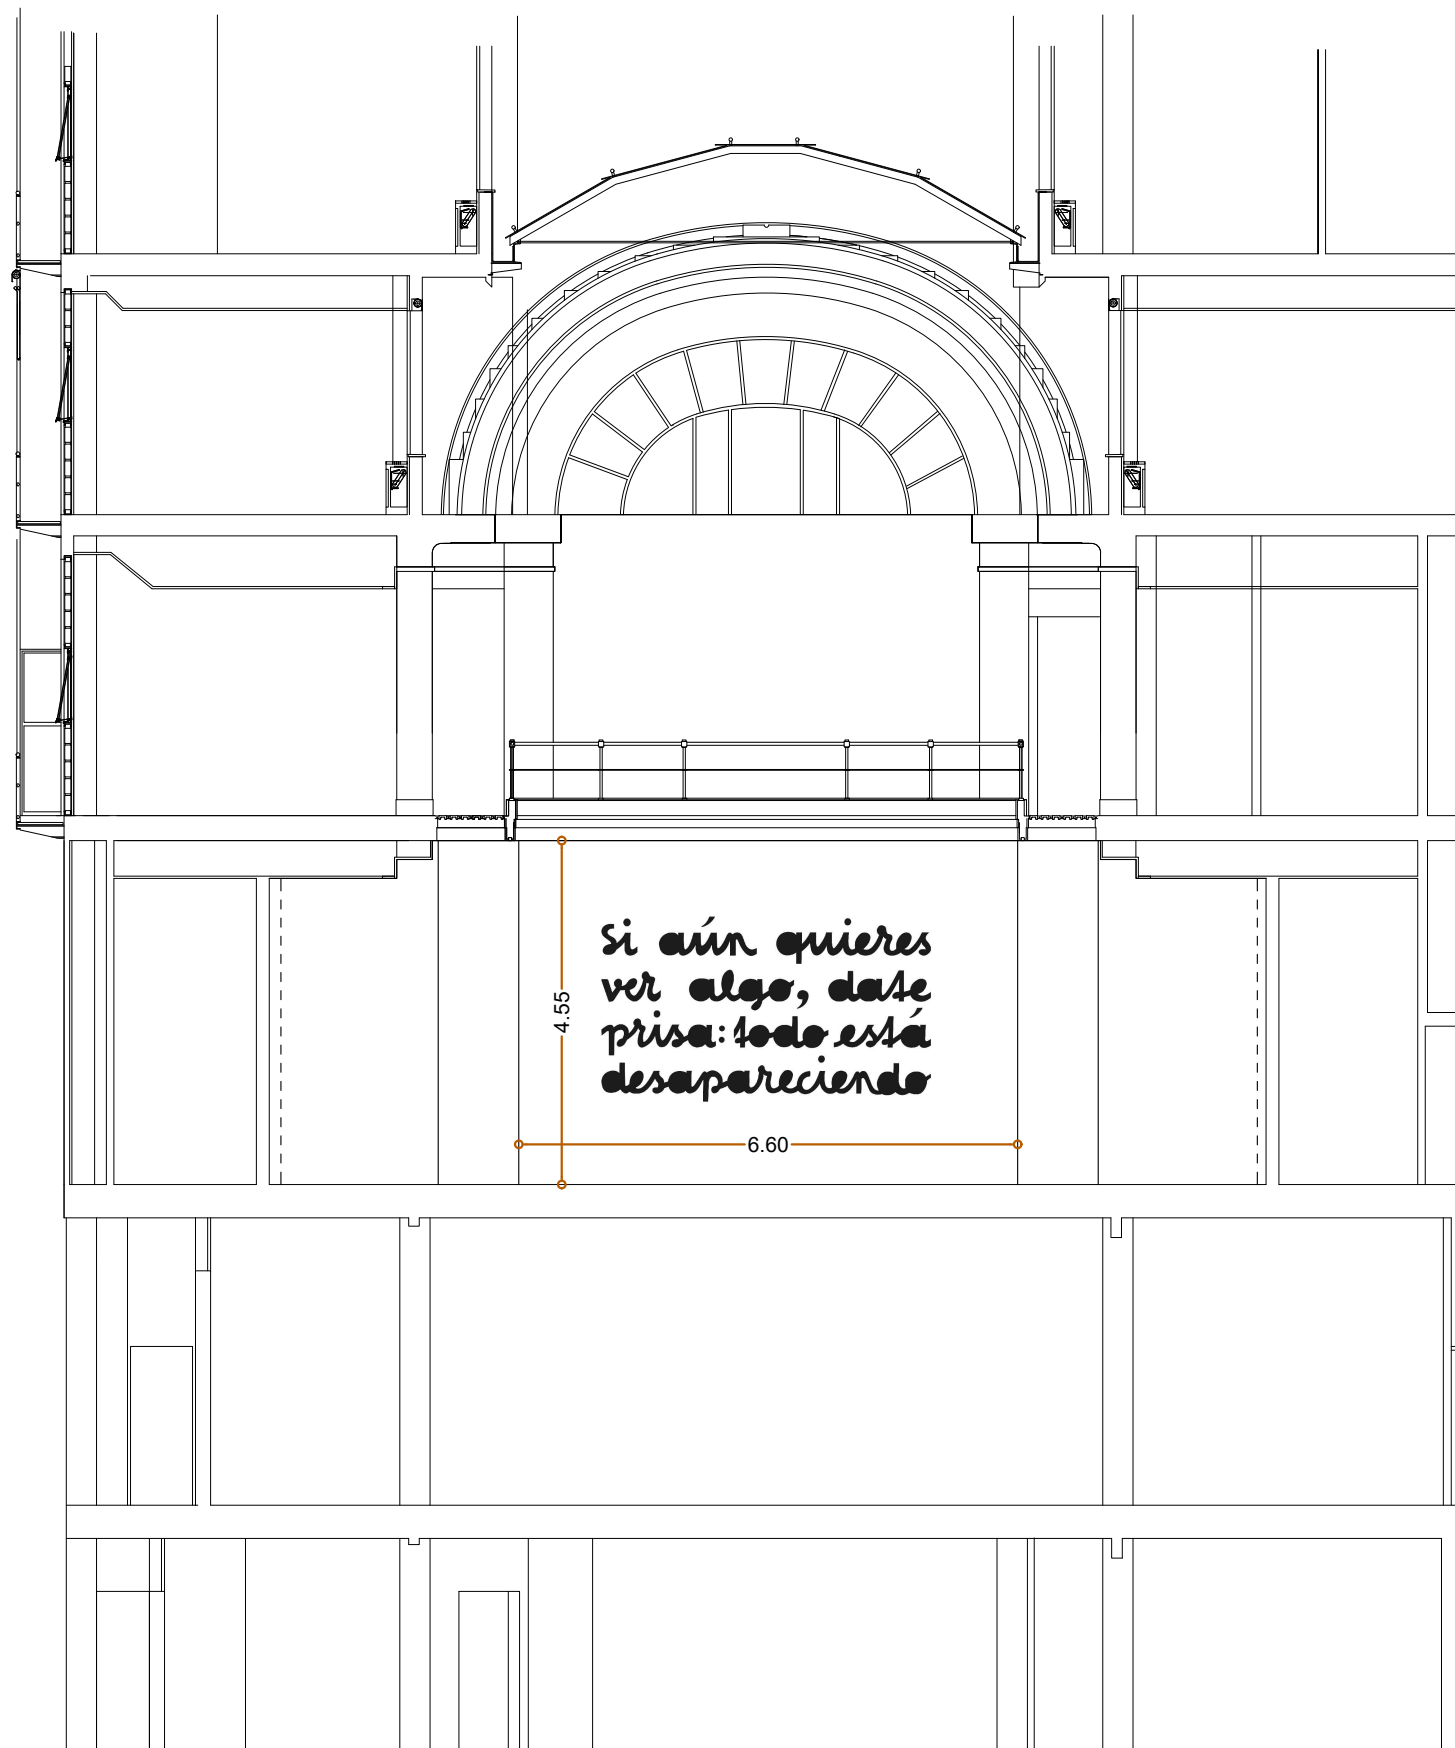 Si aún quieres
ver algo, date
prisa: todo está
desapareciendo
4.55
6.60